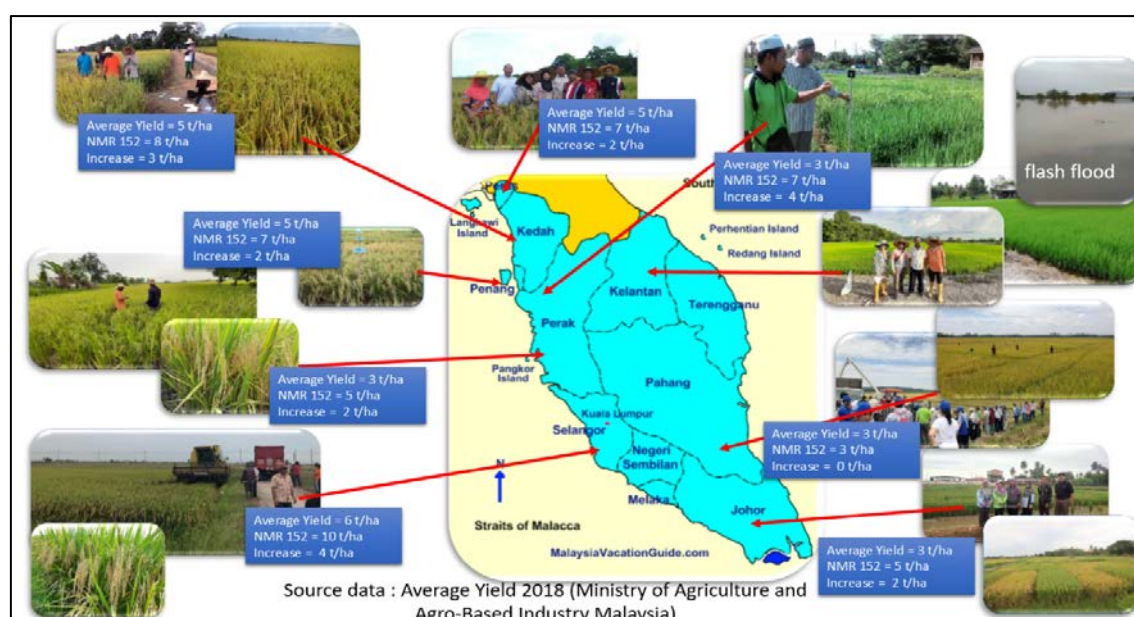 Average Yield = 5 t/ha
NMR 152 = 8 t/ha
Increase = 3 t/ha
Average Yield = 5 t/ha
NMR 152 = 7 t/ha
Increase = 2 t/ha
Average Yield = 3 t/ha
NMR 152 = 7 t/ha
Increase = 4 t/ha
flash flood
Average Yield = 5 t/ha
NMR 152 = 7 t/ha
Increase = 2 t/ha
Perlis
Langkawi
Island
Kedah
South
Perhentian Island
Redang Island
Penang
Kelantan
Terengganu
Perak
Pangkor
Island
Pahang
Average Yield = 3 t/ha
NMR 152 = 5 t/ha
Increase = 2 t/ha
Kuala Lumpur
Selangor
Negeri
Sembilan
Average Yield = 3 t/ha
NMR 152 = 3 t/ha
Increase = 0 t/ha
N
Melaka
Johor
Average Yield = 6 t/ha
NMR 152 = 10 t/ha
Increase = 4 t/ha
Straits of Malacca
MalaysiaVacationGuide.com
Average Yield = 3 t/ha
NMR 152 = 5 t/ha
Increase = 2 t/ha
Source data : Average Yield 2018 (Ministry of Agriculture and
Agro-Based Industry Malaysia)